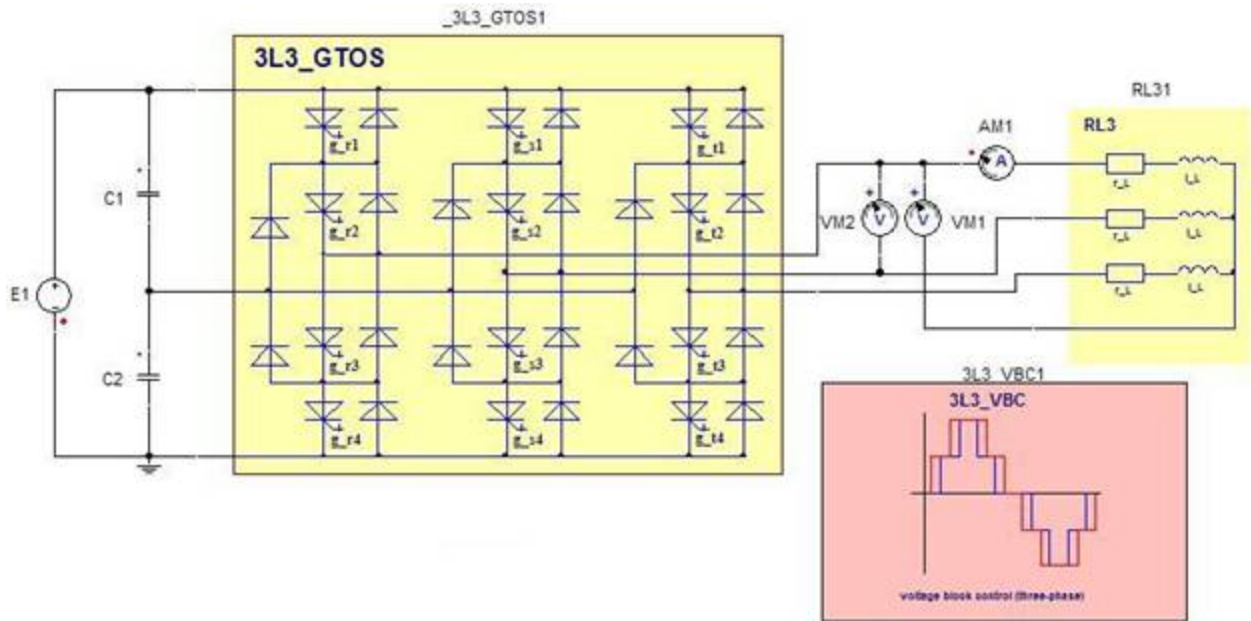 _3L3_GTOS1
3L3_GTOS
g_r1
g_s1
g_t1
g_r2
g_s2
g_t2
g_r3
g_s3
g_t3
g_r4
g_s4
g_t4
E1
C1
C2
VM2
V
V
VM1
AM1
A
RL31
RL3
r_L
l_L
r_L
l_L
r_L
l_L
3L3_VBC1
3L3_VBC
voltage block control (three-phase)